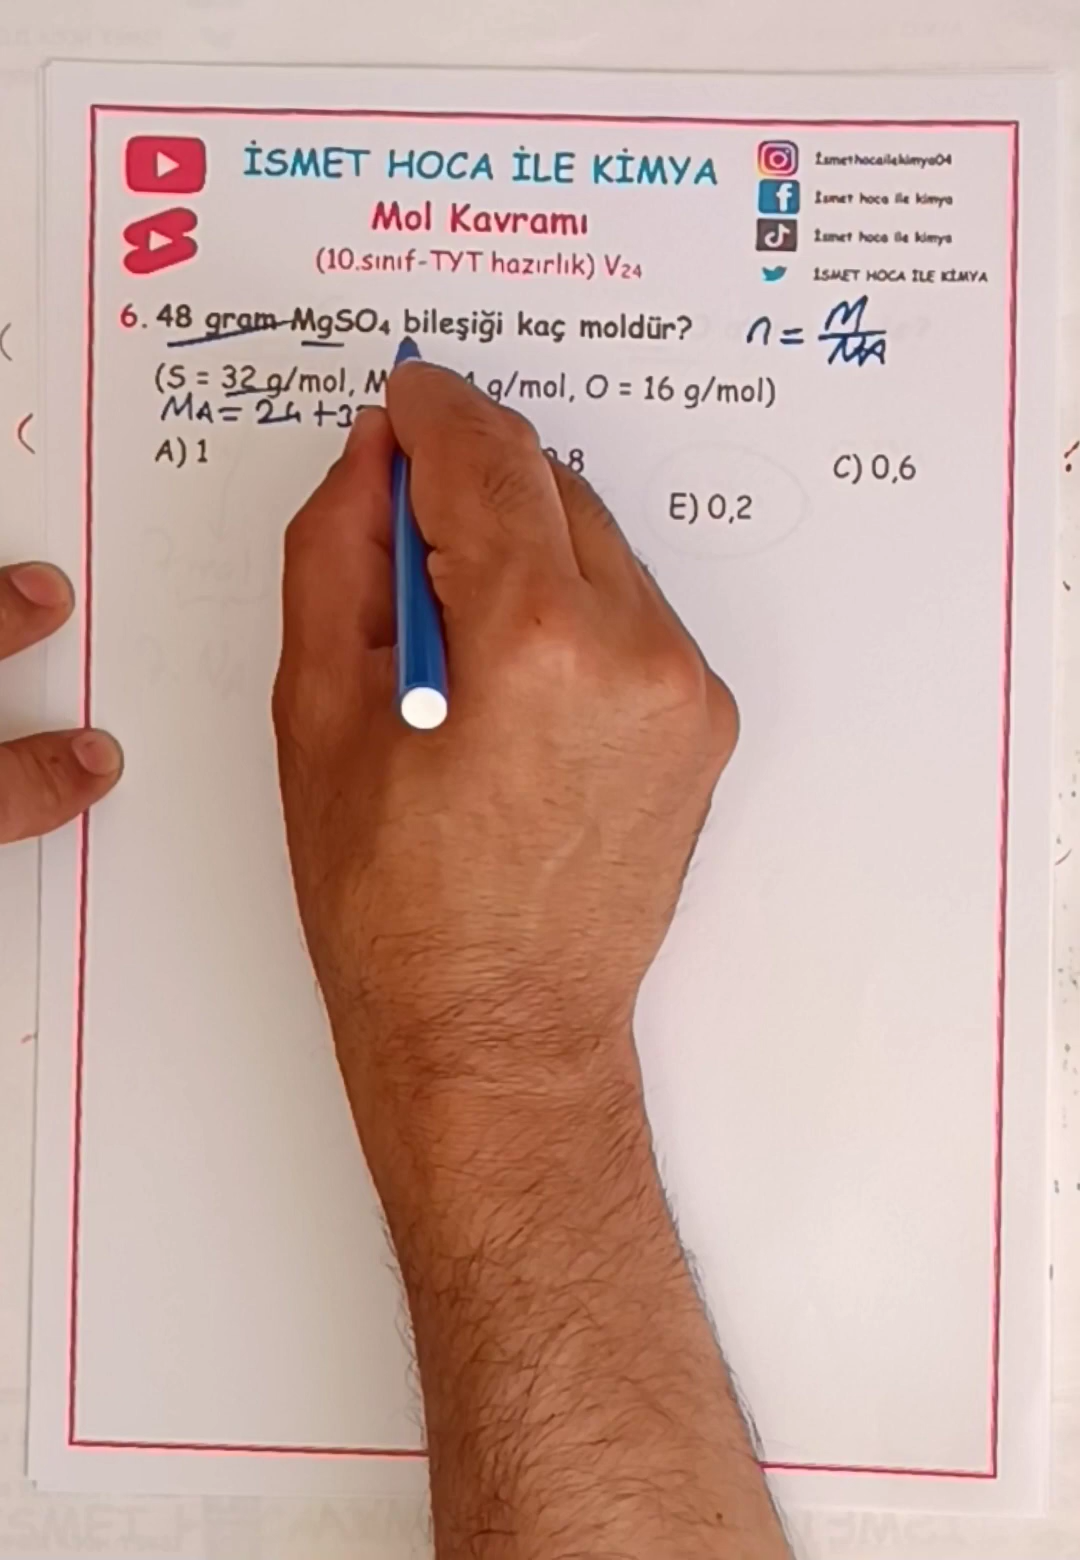 İSMET HOCA İLE KİMYA
Mol Kavramı
(10.sınıf-TYT hazırlık) V24
İsmethocailekimya04
İsmet hoca ile kimya
İsmet hoca ile kimya
İSMET HOCA İLE KİMYA
6. 48 gram MgSO₄ bileşiği kaç moldür?
n = M/MA
(S = 32 g/mol, M g/mol, O = 16 g/mol)
MA = 24 + 3
A) 1
8
C) 0,6
E) 0,2